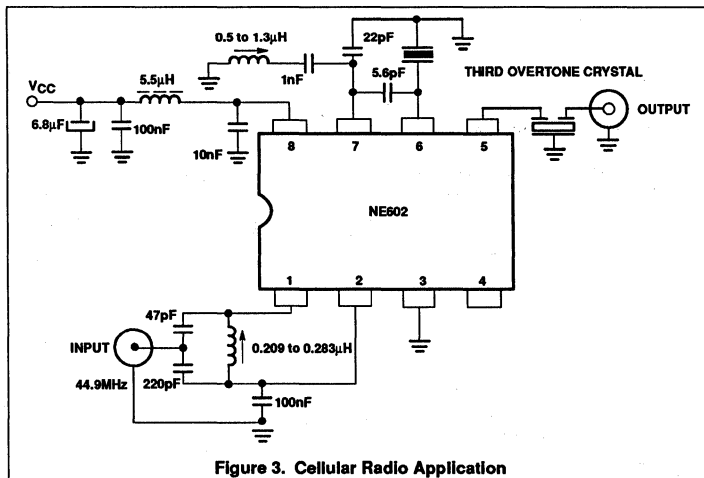 0.5 to 1.3µH
22pF
1nF
5.6pF
THIRD OVERTONE CRYSTAL
VCC
5.5µH
OUTPUT
6.8µF
100nF
10nF
8
7
6
5
NE602
1
2
3
4
47pF
INPUT
0.209 to 0.283µH
44.9MHz
220pF
100nF
Figure 3. Cellular Radio Application